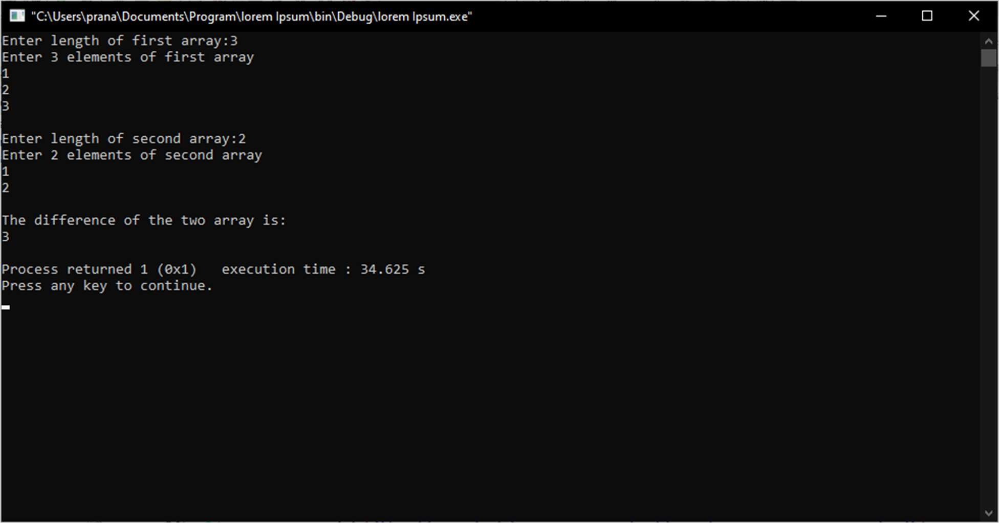 "C:\Users\prana\Documents\Program\lorem Ipsum\bin\Debug\lorem Ipsum.exe"
Enter length of first array:3
Enter 3 elements of first array
1
2
3
Enter length of second array:2
Enter 2 elements of second array
1
2
The difference of the two array is:
3
Process returned 1 (0x1)   execution time : 34.625 s
Press any key to continue.